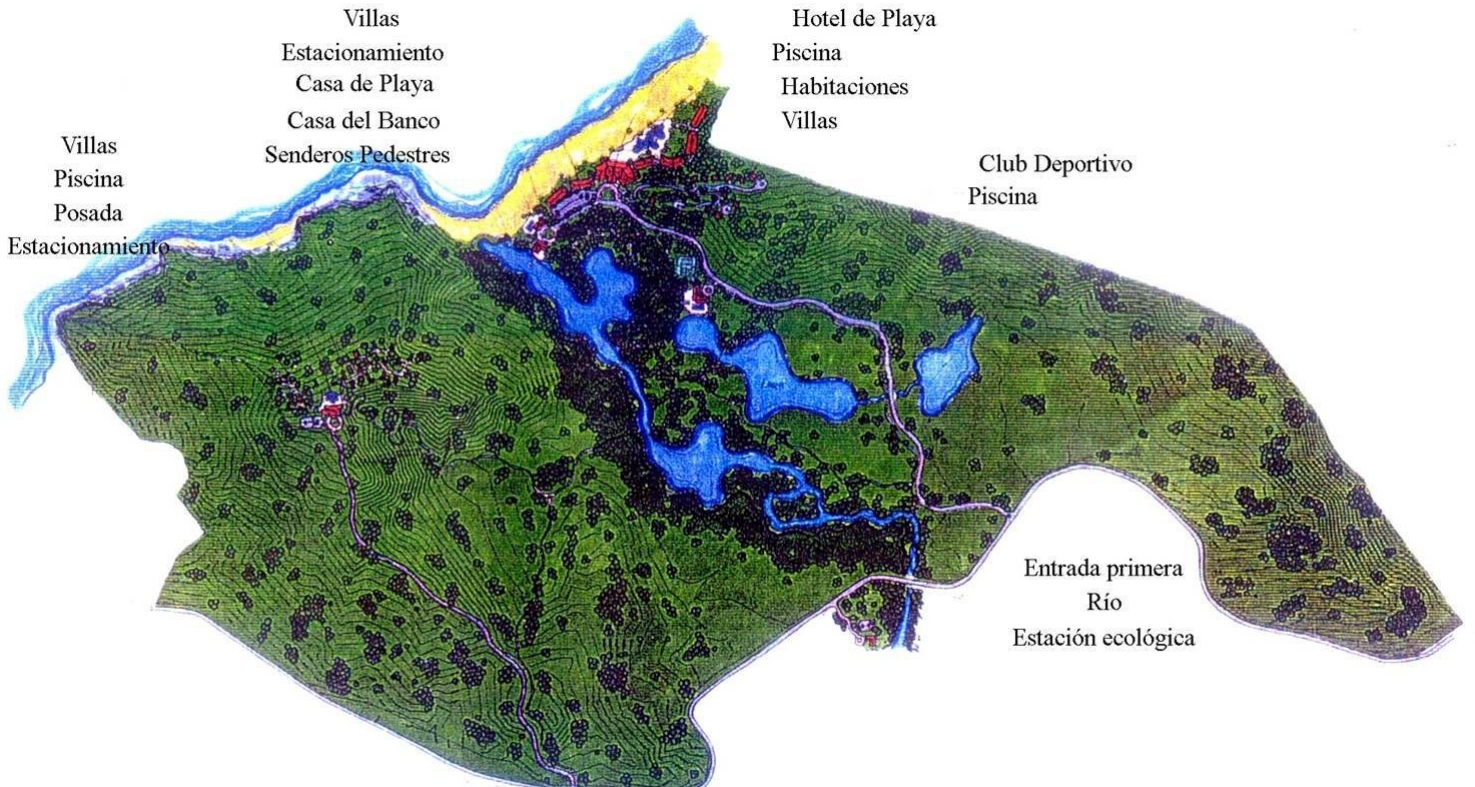 Villas
Estacionamiento
Casa de Playa
Casa del Banco
Senderos Pedestres
Hotel de Playa
Piscina
Habitaciones
Villas
Villas
Piscina
Posada
Estacionamiento
Club Deportivo
Piscina
Entrada primera
Río
Estación ecológica